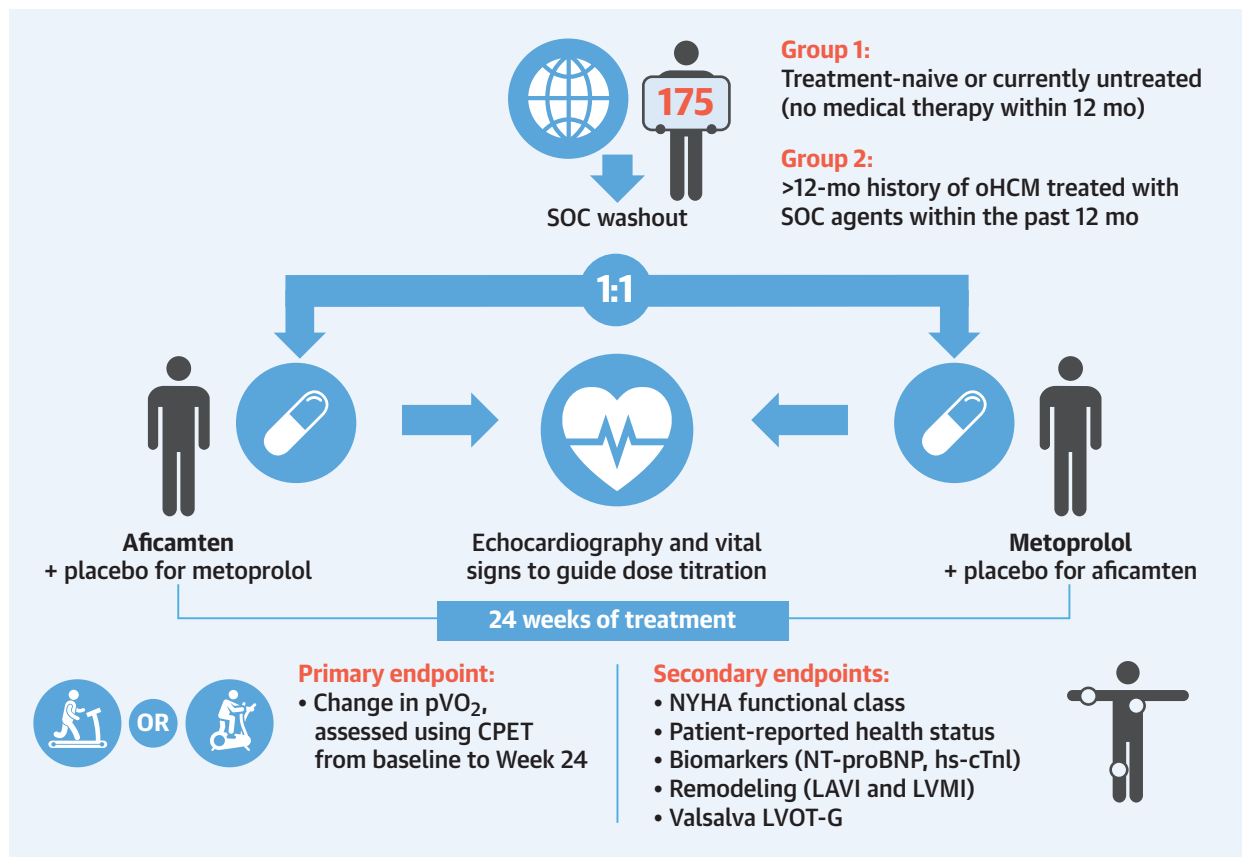 175
Group 1:
Treatment-naive or currently untreated
(no medical therapy within 12 mo)
Group 2:
>12-mo history of oHCM treated with
SOC agents within the past 12 mo
SOC washout
1:1
Aficamten
+ placebo for metoprolol
Echocardiography and vital
signs to guide dose titration
Metoprolol
+ placebo for aficamten
24 weeks of treatment
OR
Primary endpoint:
• Change in pVO₂,
assessed using CPET
from baseline to Week 24
Secondary endpoints:
• NYHA functional class
• Patient-reported health status
• Biomarkers (NT-proBNP, hs-cTnl)
• Remodeling (LAVI and LVMI)
• Valsalva LVOT-G